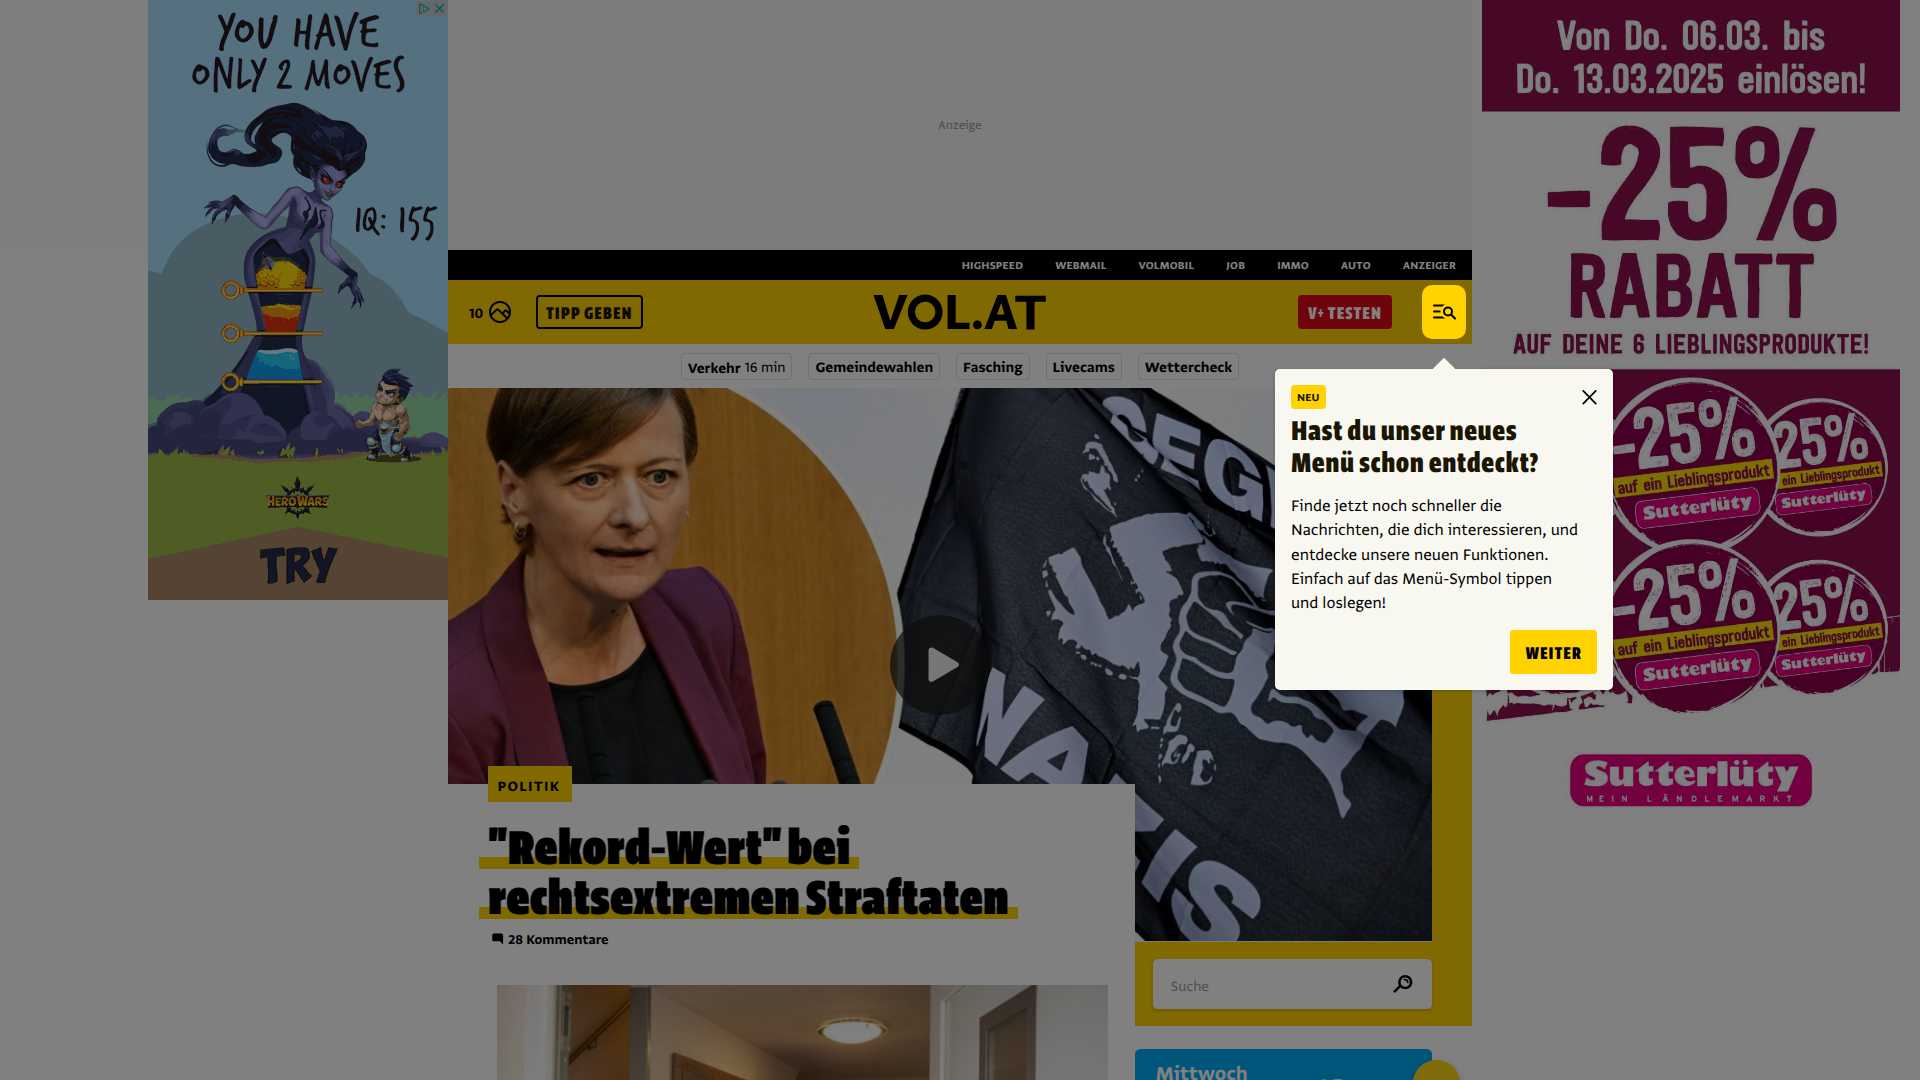 YOU HAVE
ONLY 2 MOVES
IQ: 155
HERO WARS
TRY
Anzeige
Von Do. 06.03. bis
Do. 13.03.2025 einlösen!
-25%
RABATT
AUF DEINE 6 LIEBLINGSPRODUKTE!
HIGHSPEED WEBMAIL VOLMOBIL JOB IMMO AUTO ANZEIGER
10 TIPP GEBEN VOL.AT V+ TESTEN
Verkehr 16 min Gemeindewahlen Fasching Livecams Wettercheck
NEU
Hast du unser neues
Menü schon entdeckt?
Finde jetzt noch schneller die
Nachrichten, die dich interessieren, und
entdecke unsere neuen Funktionen.
Einfach auf das Menü-Symbol tippen
und loslegen!
WEITER
-25%
auf ein Lieblingsprodukt
Sutterlüty
25%
ein Lieblingsprodukt
Sutterlüty
-25%
auf ein Lieblingsprodukt
Sutterlüty
25%
ein Lieblingsprodukt
Sutterlüty
Sutterlüty
MEIN LÄNDLEMARKT
POLITIK
"Rekord-Wert" bei
rechtsextremen Straftaten
28 Kommentare
Suche
Mittwoch